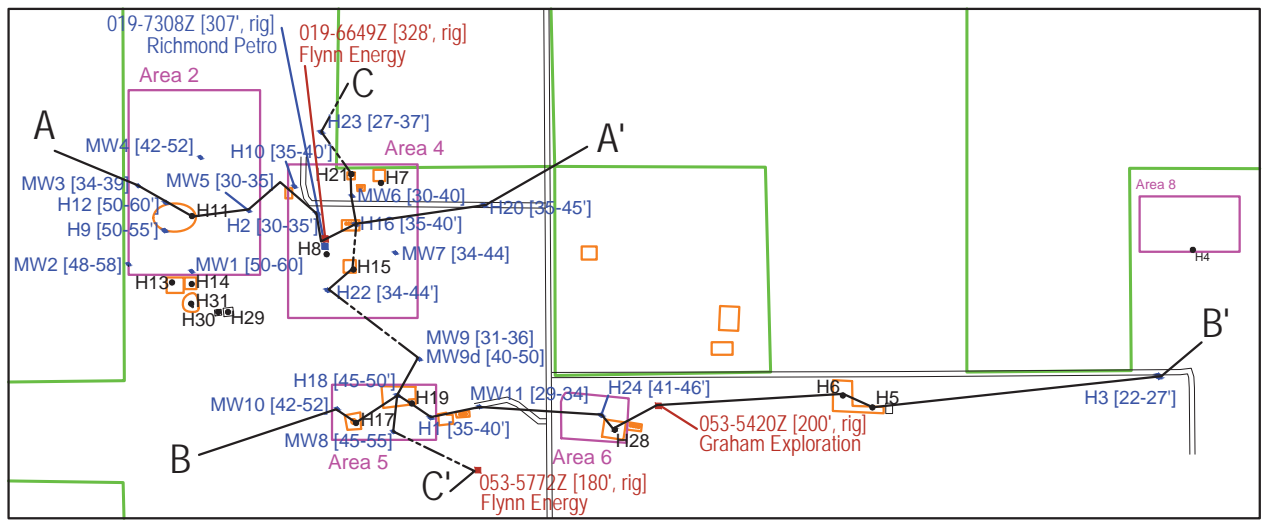 019-7308Z [307', rig]
Richmond Petro
019-6649Z [328', rig]
Flynn Energy
Area 2
C
A
H23 [27-37']
A'
MW4 [42-52]
H10 [35-40']
Area 4
MW3 [34-39]
MW5 [30-35]
H21
H7
Area 8
H12 [50-60']
H11
MW6 [30-40]
H20 [35-45']
H9 [50-55']
H2 [30-35']
H16 [35-40']
H8
MW7 [34-44]
H4
MW2 [48-58]
MW1 [50-60]
H15
H13
H14
H22 [34-44']
H31
H30
H29
MW9 [31-36]
MW9d [40-50]
B'
H18 [45-50']
MW11 [29-34]
H24 [41-46']
H6
H5
H3 [22-27']
MW10 [42-52]
H19
H17
H1 [35-40']
053-5420Z [200', rig]
Graham Exploration
MW8 [45-55]
H28
B
Area 5
Area 6
C'
053-5772Z [180', rig]
Flynn Energy